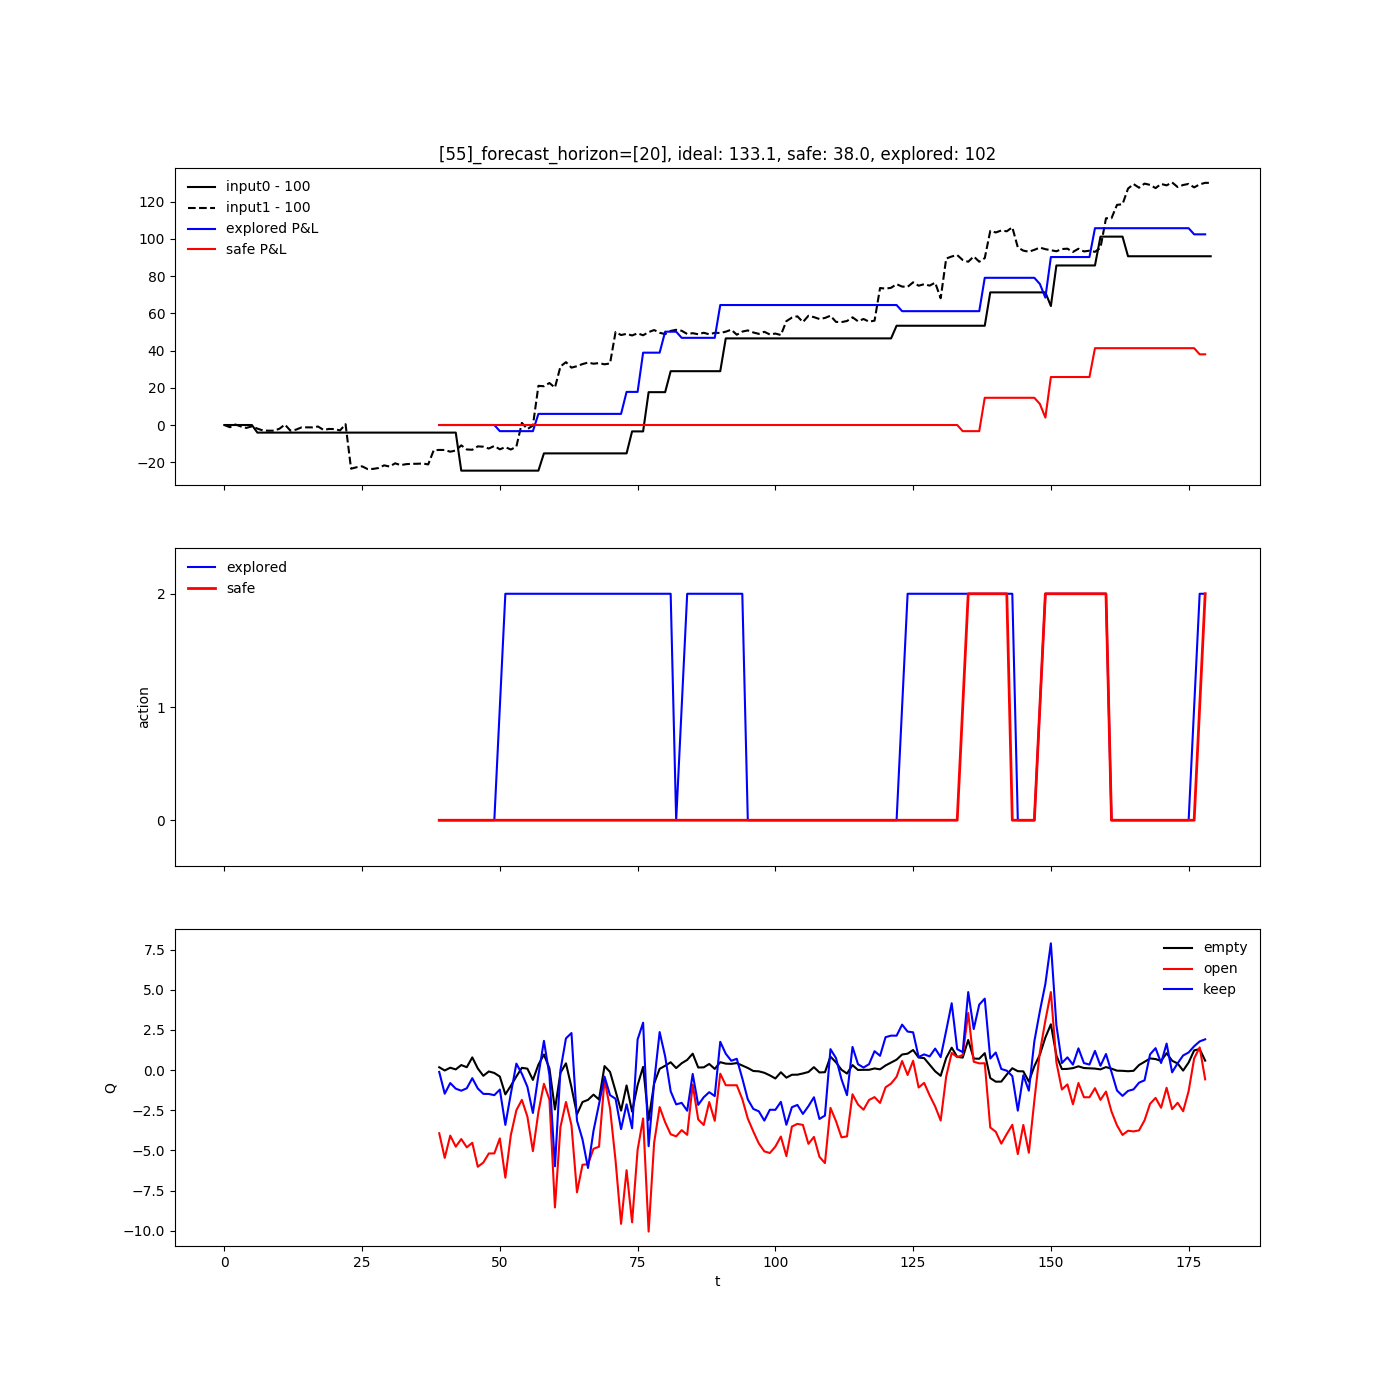 [55]_forecast_horizon=[20], ideal: 133.1, safe: 38.0, explored: 102
input0 - 100
input1 - 100
explored P&L
safe P&L
120
100
80
60
40
20
0
−20
explored
safe
2
1
0
action
empty
open
keep
7.5
5.0
2.5
0.0
−2.5
−5.0
−7.5
−10.0
Q
0 25 50 75 100 125 150 175
t